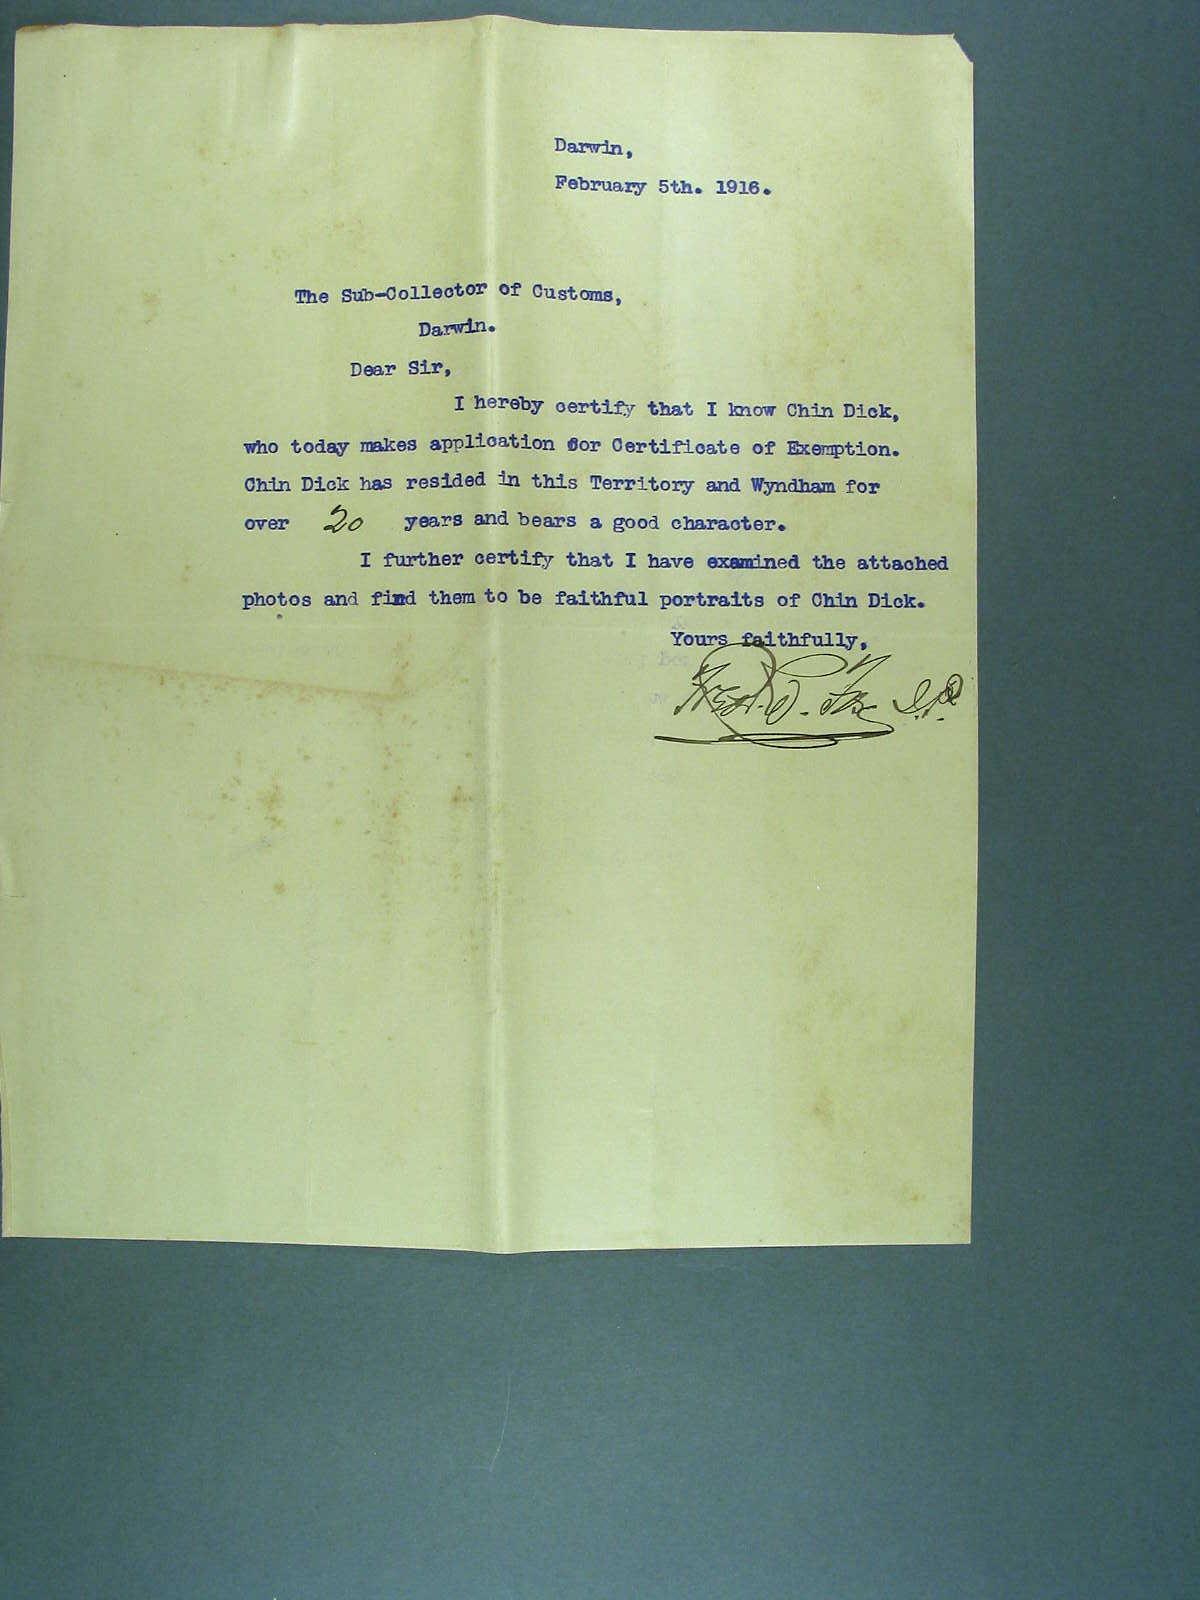 Darwin,
February 5th. 1916.
The Sub-Collector of Customs,
Darwin.
Dear Sir,
I hereby certify that I know Chin Dick,
who today makes application for Certificate of Exemption.
Chin Dick has resided in this Territory and Wyndham for
over 20 years and bears a good character.
I further certify that I have examined the attached
photos and find them to be faithful portraits of Chin Dick.
Yours faithfully,